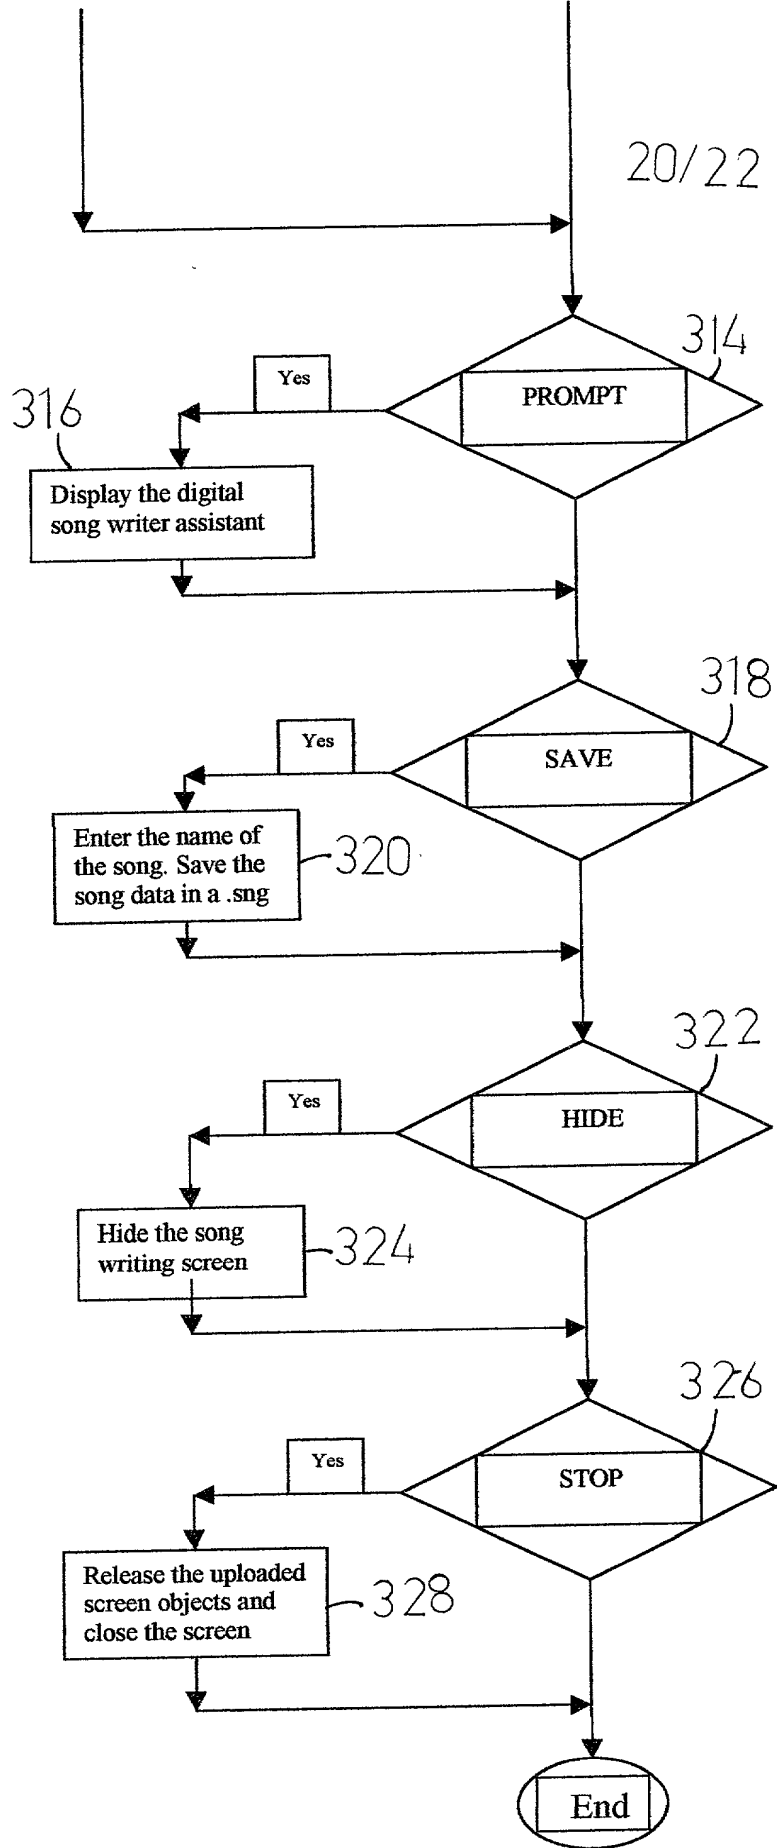 20/22
314
PROMPT
Yes
316
Display the digital
song writer assistant
318
SAVE
Yes
Enter the name of
the song. Save the
song data in a .sng
320
322
HIDE
Yes
Hide the song
writing screen
324
326
STOP
Yes
Release the uploaded
screen objects and
close the screen
328
End